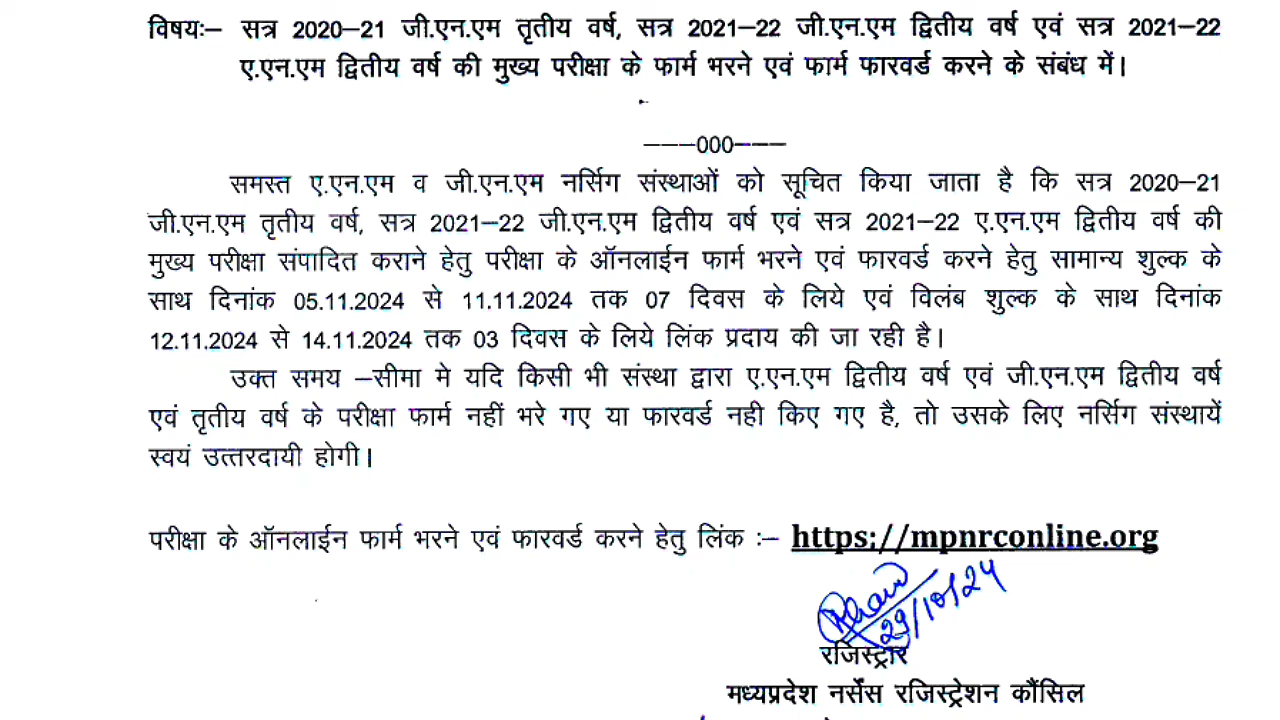 विषयः– सत्र 2020–21 जी.एन.एम तृतीय वर्ष, सत्र 2021–22 जी.एन.एम द्वितीय वर्ष एवं सत्र 2021–22
ए.एन.एम द्वितीय वर्ष की मुख्य परीक्षा के फार्म भरने एवं फार्म फारवर्ड करने के संबंध में।
–––000–––
समस्त ए.एन.एम व जी.एन.एम नर्सिग संस्थाओं को सूचित किया जाता है कि सत्र 2020–21
जी.एन.एम तृतीय वर्ष, सत्र 2021–22 जी.एन.एम द्वितीय वर्ष एवं सत्र 2021–22 ए.एन.एम द्वितीय वर्ष की
मुख्य परीक्षा संपादित कराने हेतु परीक्षा के ऑनलाईन फार्म भरने एवं फारवर्ड करने हेतु सामान्य शुल्क के
साथ दिनांक 05.11.2024 से 11.11.2024 तक 07 दिवस के लिये एवं विलंब शुल्क के साथ दिनांक
12.11.2024 से 14.11.2024 तक 03 दिवस के लिये लिंक प्रदाय की जा रही है।
उक्त समय –सीमा मे यदि किसी भी संस्था द्वारा ए.एन.एम द्वितीय वर्ष एवं जी.एन.एम द्वितीय वर्ष
एवं तृतीय वर्ष के परीक्षा फार्म नहीं भरे गए या फारवर्ड नही किए गए है, तो उसके लिए नर्सिग संस्थायें
स्वयं उत्तरदायी होगी।
परीक्षा के ऑनलाईन फार्म भरने एवं फारवर्ड करने हेतु लिंक :– https://mpnrconline.org
29/10/24
रजिस्ट्रार
मध्यप्रदेश नर्सेस रजिस्ट्रेशन कौंसिल